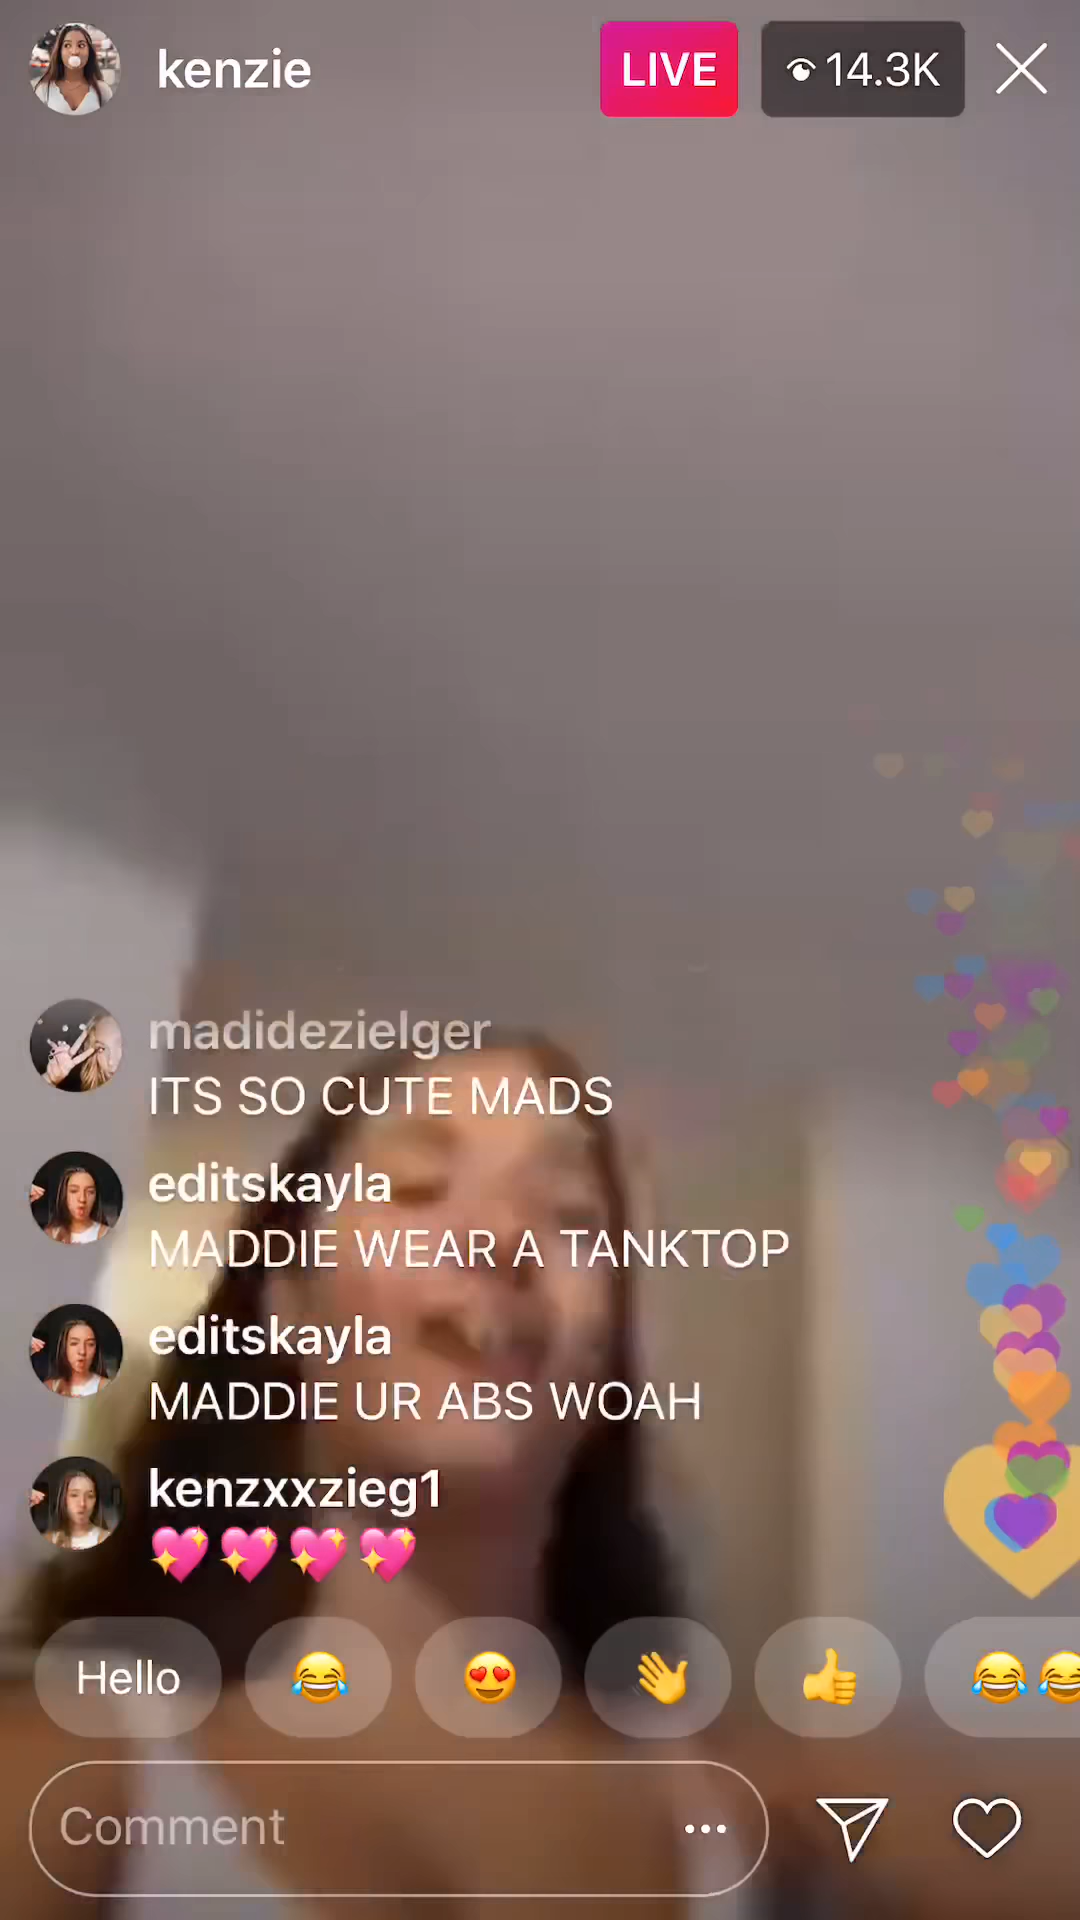 kenzie
LIVE
14.3K
madidezielger
ITS SO CUTE MADS
editskayla
MADDIE WEAR A TANKTOP
editskayla
MADDIE UR ABS WOAH
kenzxxzieg1
💖💖💖💖
Hello 😂 😍 👋 👍 😂😂
Comment